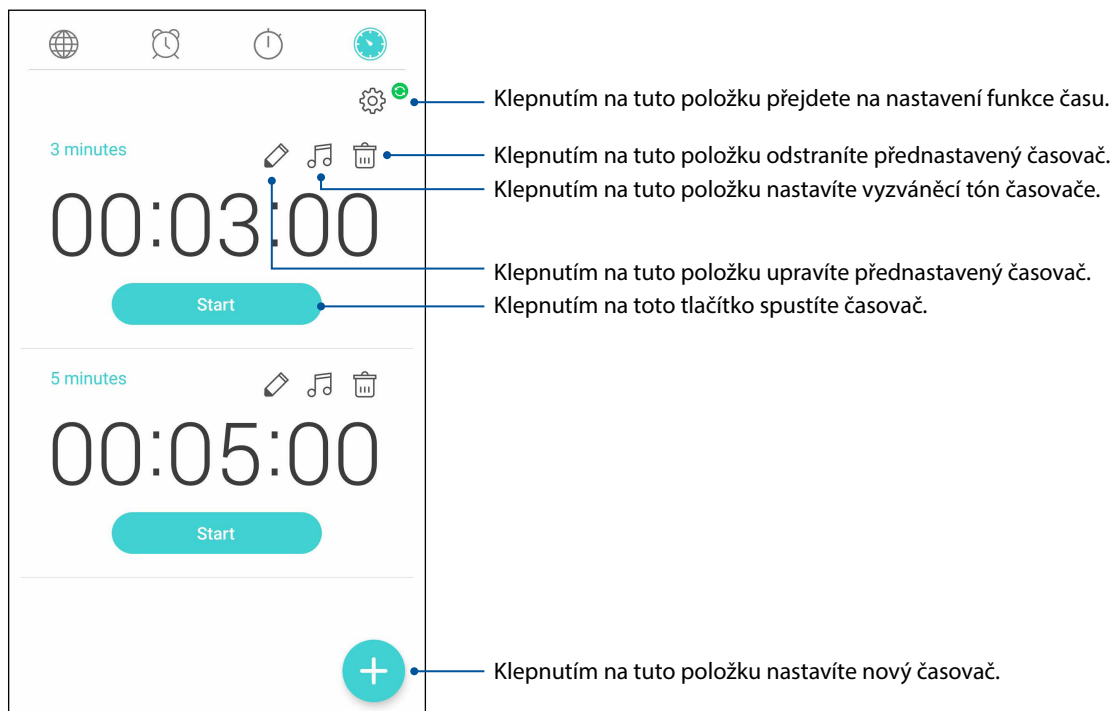 Klepnutím na tuto položku přejdete na nastavení funkce času.
3 minutes
Klepnutím na tuto položku odstraníte přednastavený časovač.
Klepnutím na tuto položku nastavíte vyzváněcí tón časovače.
00:03:00
Klepnutím na tuto položku upravíte přednastavený časovač.
Start
Klepnutím na toto tlačítko spustíte časovač.
5 minutes
00:05:00
Start
Klepnutím na tuto položku nastavíte nový časovač.